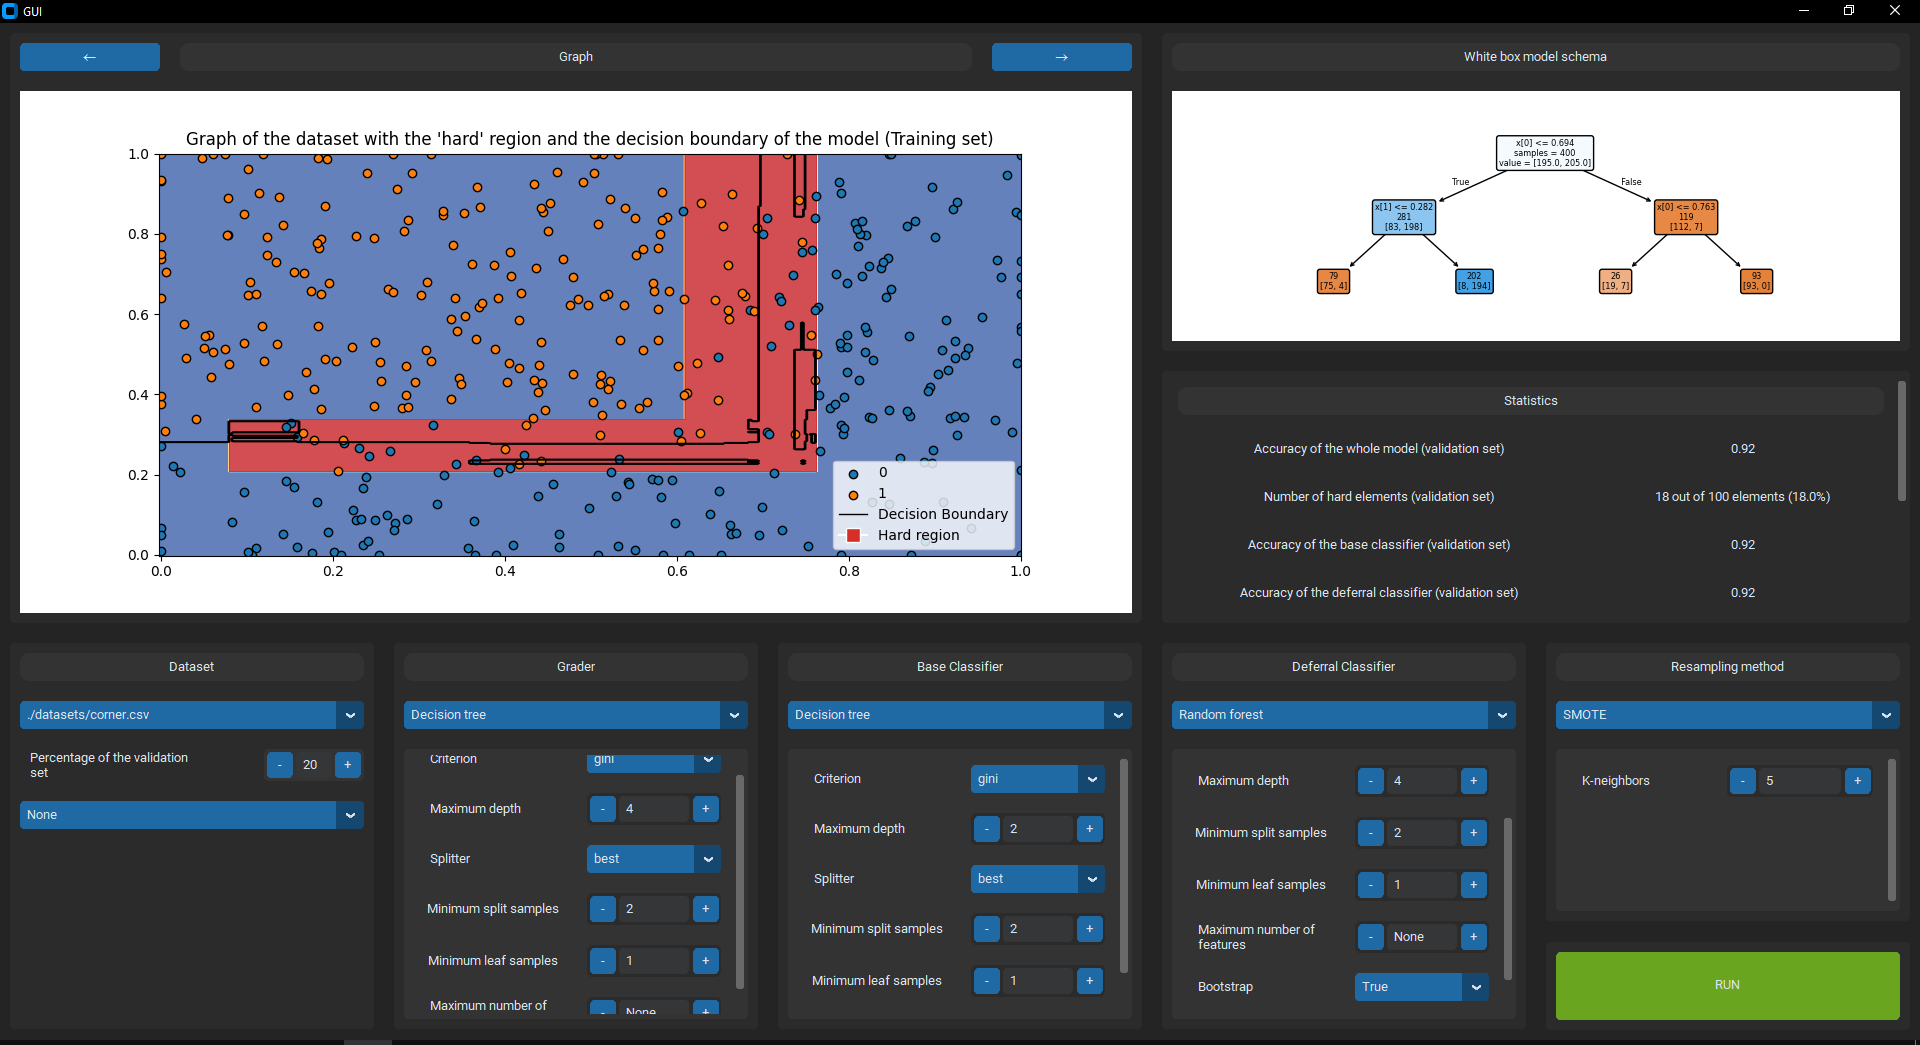 GUI
←
Graph
→
Graph of the dataset with the 'hard' region and the decision boundary of the model (Training set)
1.0
0.8
0.6
0.4
0.2
0.0
0.0
0.2
0.4
0.6
0.8
1.0
0
1
Decision Boundary
Hard region
White box model schema
x[0] <= 0.694
samples = 400
value = [195.0, 205.0]
True
False
x[1] <= 0.282
281
[83, 198]
x[0] <= 0.763
119
[112, 7]
79
[75, 4]
202
[8, 194]
26
[19, 7]
93
[93, 0]
Statistics
Accuracy of the whole model (validation set) 0.92
Number of hard elements (validation set) 18 out of 100 elements (18.0%)
Accuracy of the base classifier (validation set) 0.92
Accuracy of the deferral classifier (validation set) 0.92
Dataset
./datasets/corner.csv
Percentage of the validation
set
- 20 +
None
Grader
Decision tree
Criterion gini
Maximum depth - 4 +
Splitter best
Minimum split samples - 2 +
Minimum leaf samples - 1 +
Maximum number of - None +
Base Classifier
Decision tree
Criterion gini
Maximum depth - 2 +
Splitter best
Minimum split samples - 2 +
Minimum leaf samples - 1 +
Deferral Classifier
Random forest
Maximum depth - 4 +
Minimum split samples - 2 +
Minimum leaf samples - 1 +
Maximum number of
features
- None +
Bootstrap True
Resampling method
SMOTE
K-neighbors - 5 +
RUN